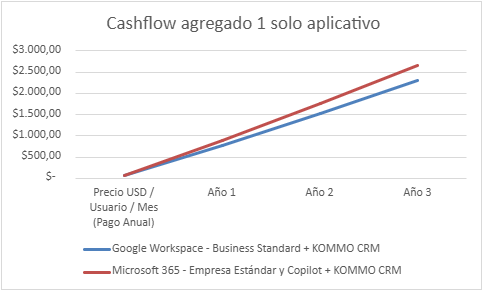 Cashflow agregado 1 solo aplicativo
$3.000,00
$2.500,00
$2.000,00
$1.500,00
$1.000,00
$500,00
$-
Precio USD /
Usuario / Mes
(Pago Anual)
Año 1
Año 2
Año 3
Google Workspace - Business Standard + KOMMO CRM
Microsoft 365 - Empresa Estándar y Copilot + KOMMO CRM